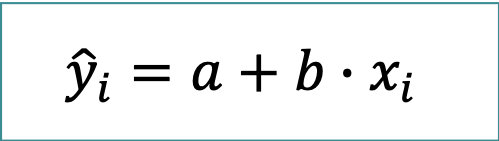 ŷᵢ = a + b · xᵢ